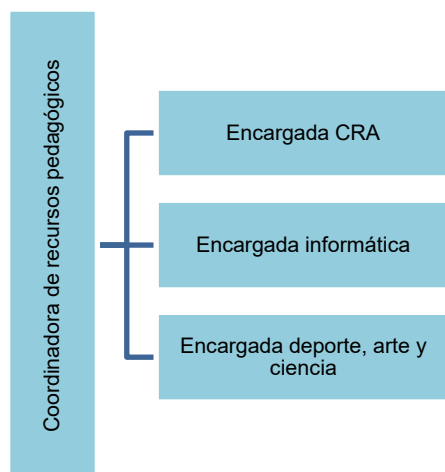 Coordinadora de recursos pedagógicos
Encargada CRA
Encargada informática
Encargada deporte, arte y
ciencia